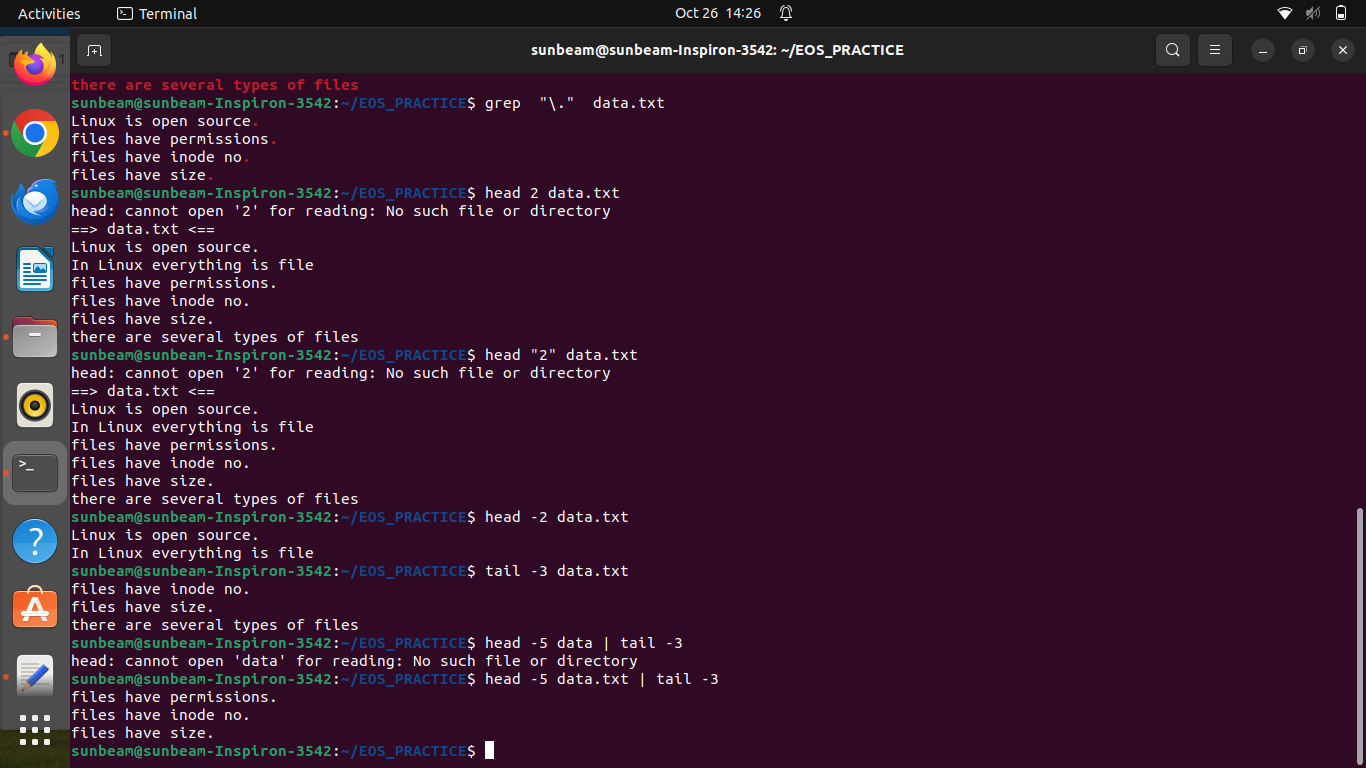 Activities
Terminal
Oct 26 14:26
1
sunbeam@sunbeam-Inspiron-3542: ~/EOS_PRACTICE
there are several types of files
sunbeam@sunbeam-Inspiron-3542:~/EOS_PRACTICE$ grep  "\."  data.txt
Linux is open source.
files have permissions.
files have inode no.
files have size.
sunbeam@sunbeam-Inspiron-3542:~/EOS_PRACTICE$ head 2 data.txt
head: cannot open '2' for reading: No such file or directory
==> data.txt <==
Linux is open source.
In Linux everything is file
files have permissions.
files have inode no.
files have size.
there are several types of files
sunbeam@sunbeam-Inspiron-3542:~/EOS_PRACTICE$ head "2" data.txt
head: cannot open '2' for reading: No such file or directory
==> data.txt <==
Linux is open source.
In Linux everything is file
files have permissions.
files have inode no.
files have size.
there are several types of files
sunbeam@sunbeam-Inspiron-3542:~/EOS_PRACTICE$ head -2 data.txt
Linux is open source.
In Linux everything is file
sunbeam@sunbeam-Inspiron-3542:~/EOS_PRACTICE$ tail -3 data.txt
files have inode no.
files have size.
there are several types of files
sunbeam@sunbeam-Inspiron-3542:~/EOS_PRACTICE$ head -5 data | tail -3
head: cannot open 'data' for reading: No such file or directory
sunbeam@sunbeam-Inspiron-3542:~/EOS_PRACTICE$ head -5 data.txt | tail -3
files have permissions.
files have inode no.
files have size.
sunbeam@sunbeam-Inspiron-3542:~/EOS_PRACTICE$